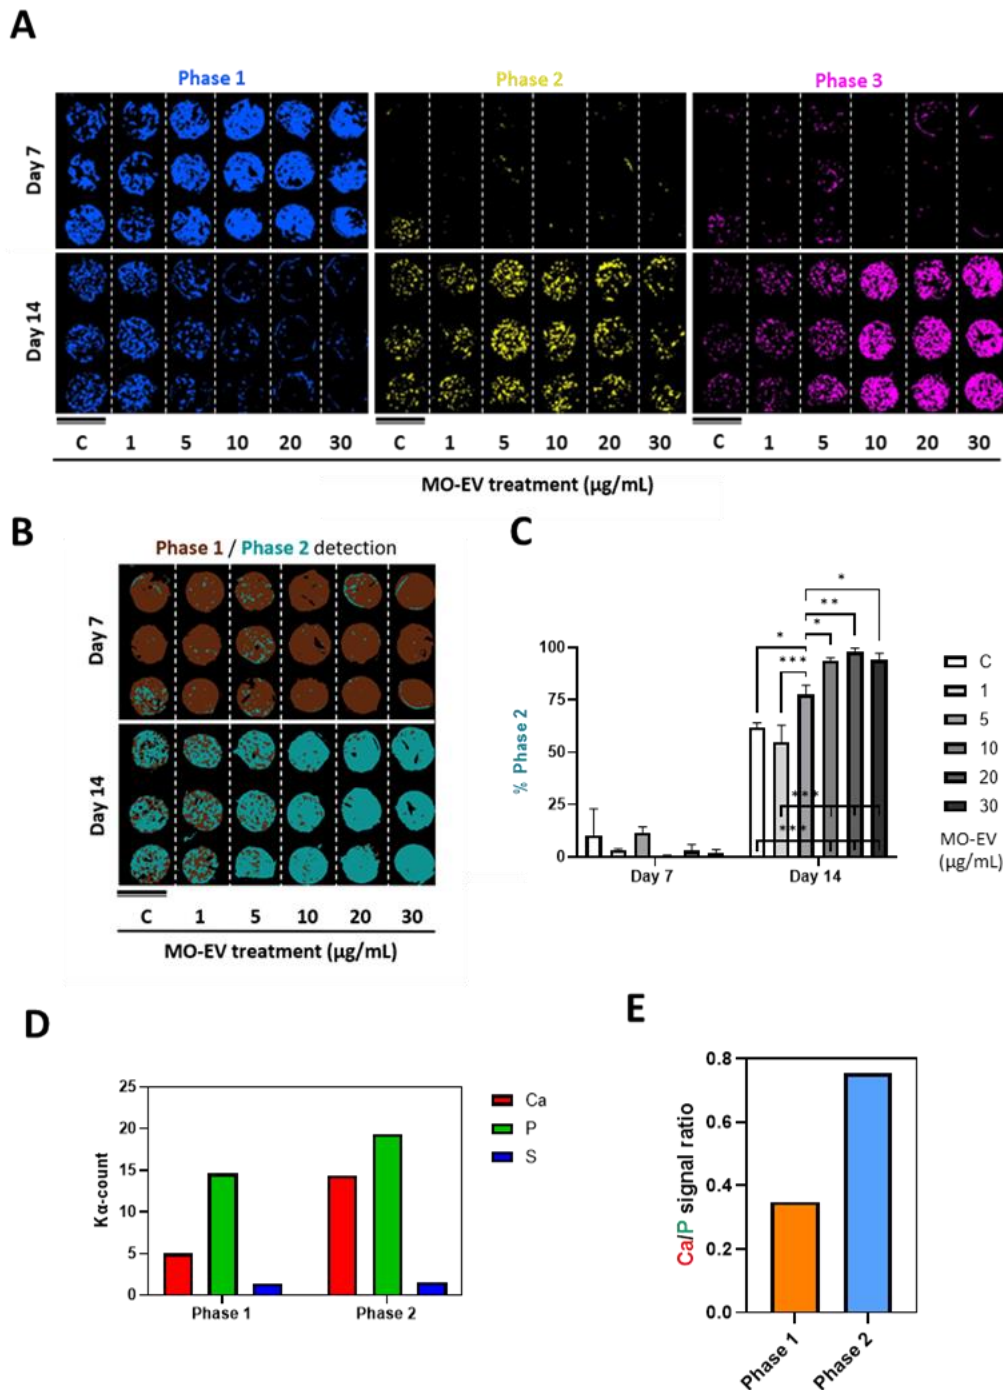 A
Phase 1
Phase 2
Phase 3
Day 7
Day 14
C 1 5 10 20 30
C 1 5 10 20 30
C 1 5 10 20 30
MO-EV treatment (µg/mL)
B
Phase 1 / Phase 2 detection
Day 7
Day 14
C 1 5 10 20 30
MO-EV treatment (µg/mL)
C
% Phase 2
100
75
50
25
0
*
**
*
*
***
***
***
Day 7
Day 14
C
1
5
10
20
30
MO-EV
(µg/mL)
D
Kα-count
25
20
15
10
5
0
Phase 1
Phase 2
Ca
P
S
E
Ca/P signal ratio
0.8
0.6
0.4
0.2
0.0
Phase 1
Phase 2